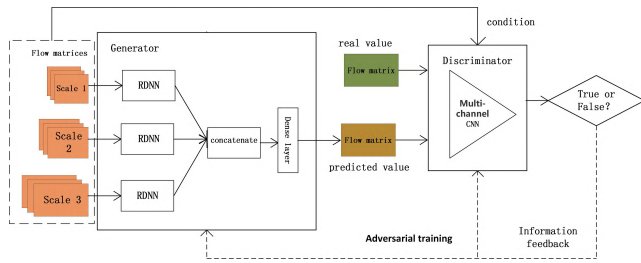 Flow matrices
Scale 1
Scale
2
Scale 3
Generator
RDNN
RDNN
RDNN
concatenate
Dense layer
real value
Flow matrix
Flow matrix
predicted value
condition
Discriminator
Multi-
channel
CNN
True or
False?
Adversarial training
Information
feedback